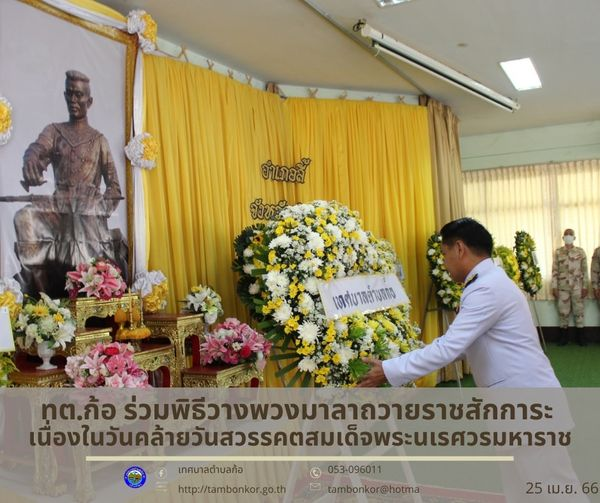 อำเภอลี้
เทศบาลตำบลก้อ
ทต.ก้อ ร่วมพิธีวางพวงมาลาถวายราชสักการะ
เนื่องในวันคล้ายวันสวรรคตสมเด็จพระนเรศวรมหาราช
เทศบาลตำบลก้อ
053-096011
http://tambonkor.go.th
tambonkor@hotma
25 เม.ย. 66